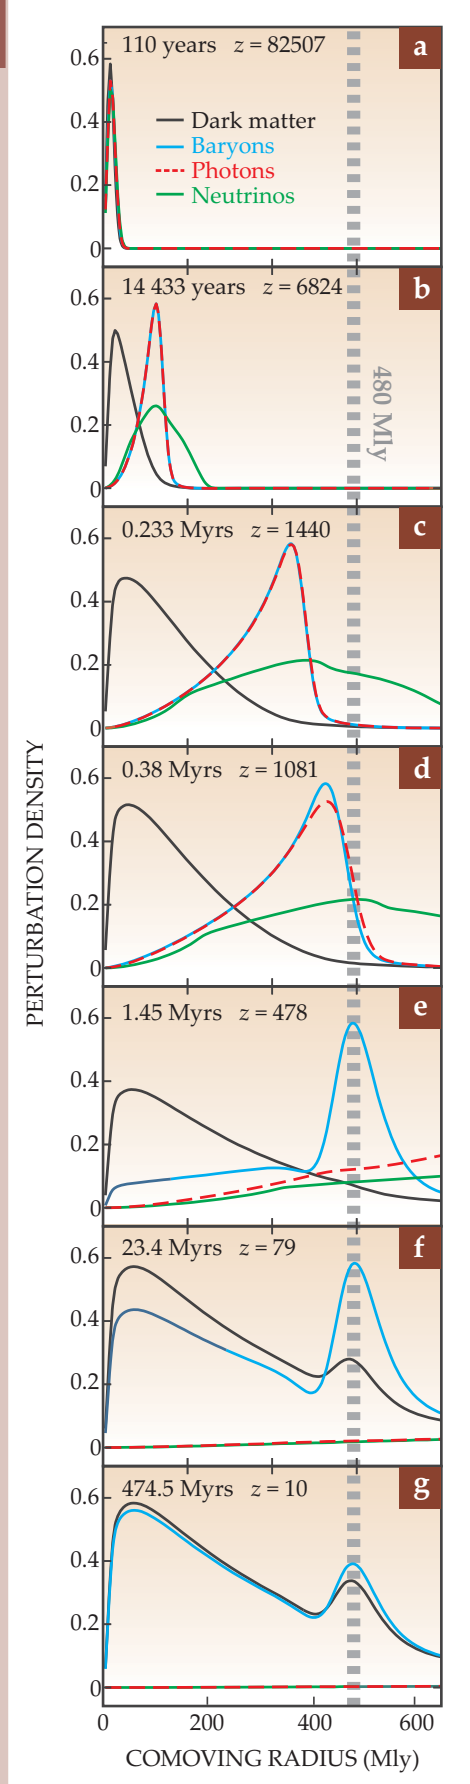 PERTURBATION DENSITY
110 years z = 82507
a
0.6
0.4
0.2
0
Dark matter
Baryons
Photons
Neutrinos
14 433 years z = 6824
b
0.6
0.4
0.2
0
480 Mly
0.233 Myrs z = 1440
c
0.6
0.4
0.2
0
0.38 Myrs z = 1081
d
0.6
0.4
0.2
0
1.45 Myrs z = 478
e
0.6
0.4
0.2
0
23.4 Myrs z = 79
f
0.6
0.4
0.2
0
474.5 Myrs z = 10
g
0.6
0.4
0.2
0
0 200 400 600
COMOVING RADIUS (Mly)